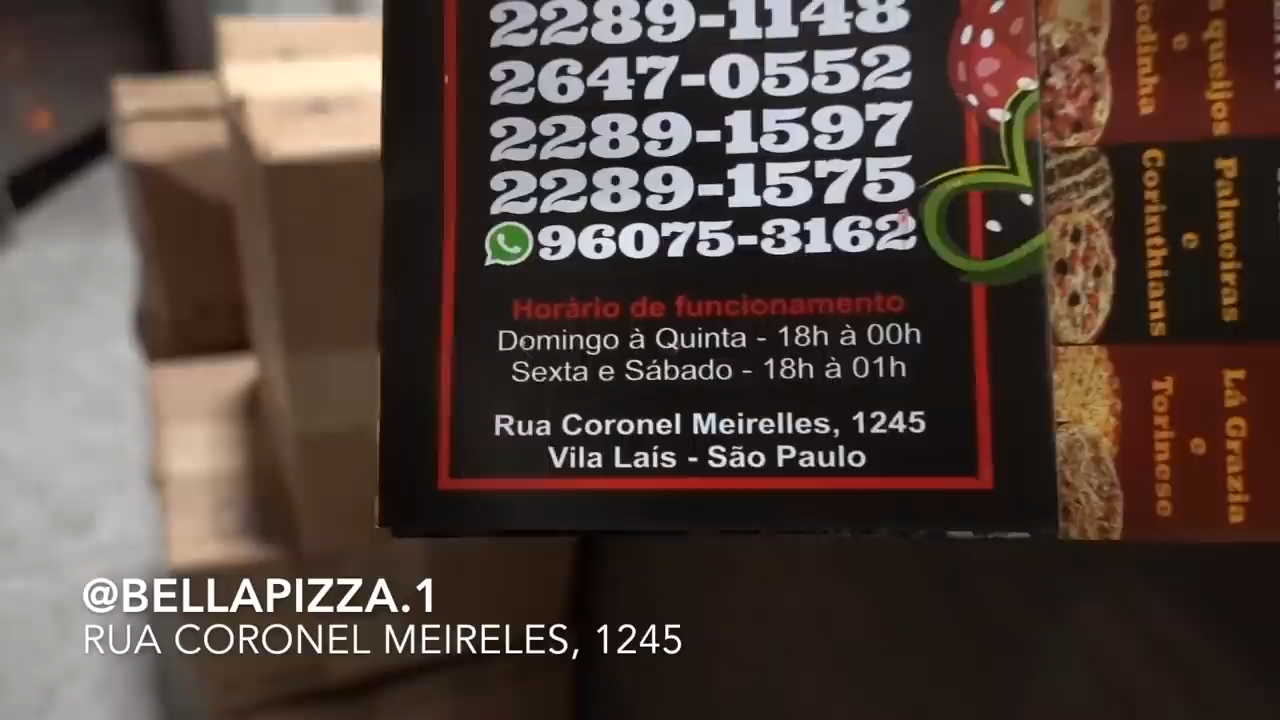 2289-1148
2647-0552
2289-1597
2289-1575
96075-3162
Horário de funcionamento
Domingo à Quinta - 18h à 00h
Sexta e Sábado - 18h à 01h
Rua Coronel Meirelles, 1245
Vila Laís - São Paulo
queijos
e
Palmeiras
e
Corinthians
Lá Grazia
e
Torinese
@BELLAPIZZA.1
RUA CORONEL MEIRELES, 1245